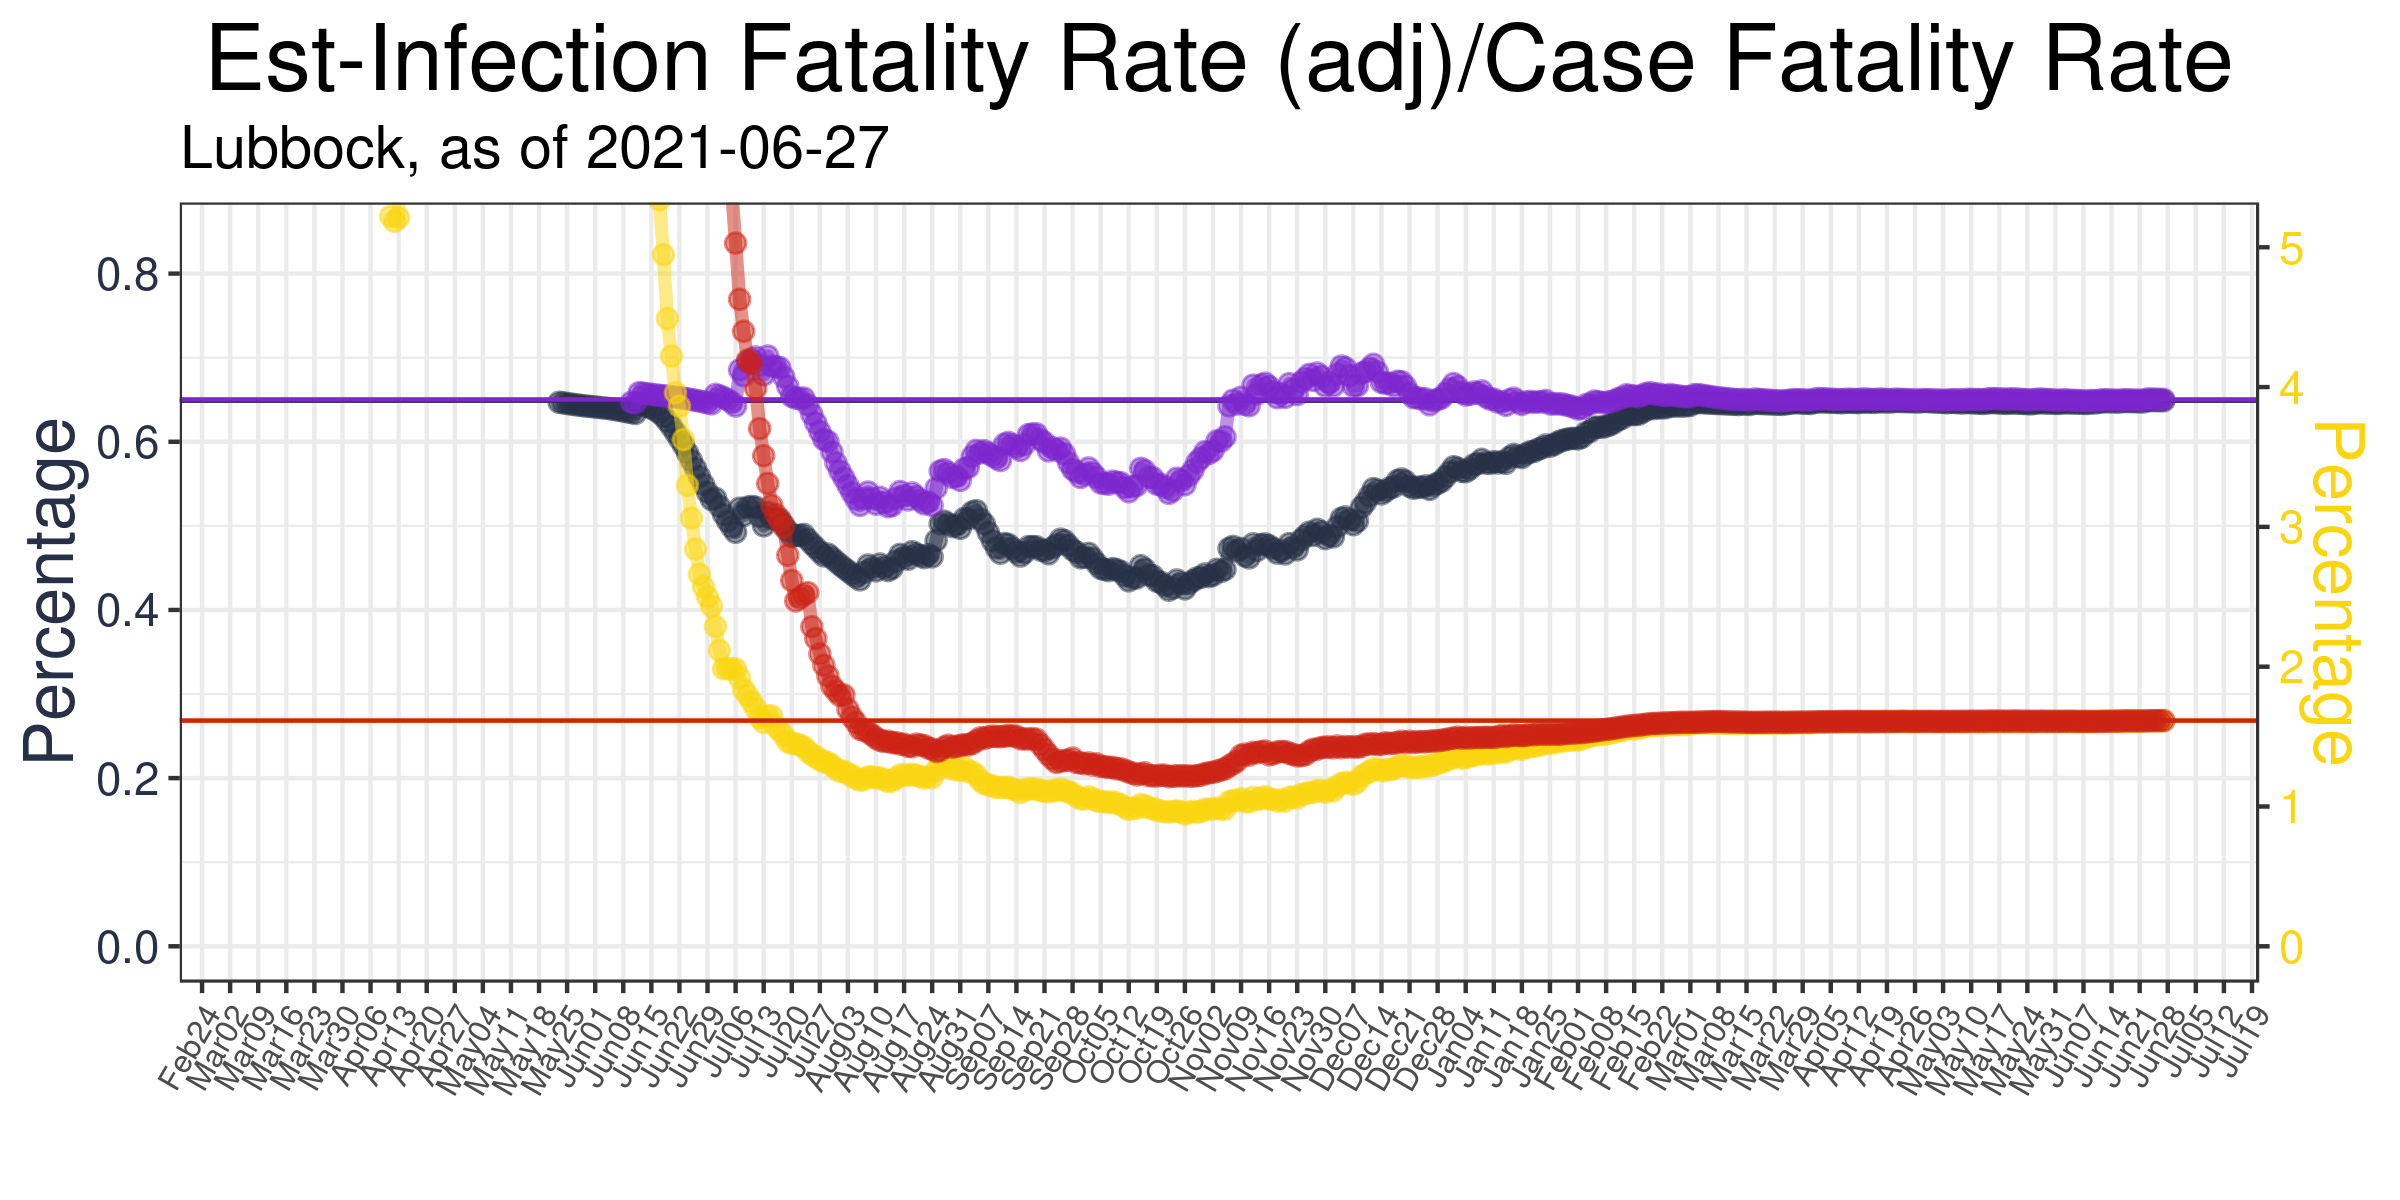 Est-Infection Fatality Rate (adj)/Case Fatality Rate
Lubbock, as of 2021-06-27
Percentage
0.8
0.6
0.4
0.2
0.0
5
4
3
2
1
0
Percentage
Feb24
Mar02
Mar09
Mar16
Mar23
Mar30
Apr06
Apr13
Apr20
Apr27
May04
May11
May18
May25
Jun01
Jun08
Jun15
Jun22
Jun29
Jul06
Jul13
Jul20
Jul27
Aug03
Aug10
Aug17
Aug24
Aug31
Sep07
Sep14
Sep21
Sep28
Oct05
Oct12
Oct19
Oct26
Nov02
Nov09
Nov16
Nov23
Nov30
Dec07
Dec14
Dec21
Dec28
Jan04
Jan11
Jan18
Jan25
Feb01
Feb08
Feb15
Feb22
Mar01
Mar08
Mar15
Mar22
Mar29
Apr05
Apr12
Apr19
Apr26
May03
May10
May17
May24
May31
Jun07
Jun14
Jun21
Jun28
Jul05
Jul12
Jul19